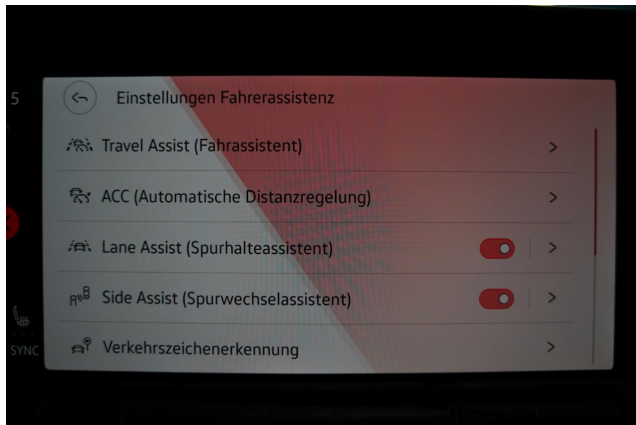 5
Einstellungen Fahrerassistenz
Travel Assist (Fahrassistent)
ACC (Automatische Distanzregelung)
Lane Assist (Spurhalteassistent)
Side Assist (Spurwechselassistent)
SYNC
Verkehrszeichenerkennung